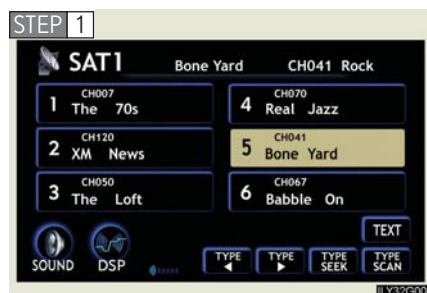 STEP 1
SAT1 Bone Yard CH041 Rock
CH007
1 The 70s
CH070
4 Real Jazz
CH120
2 XM News
CH041
5 Bone Yard
CH050
3 The Loft
CH067
6 Babble On
TEXT
SOUND DSP
TYPE TYPE TYPE SEEK TYPE SCAN
ILY32G00